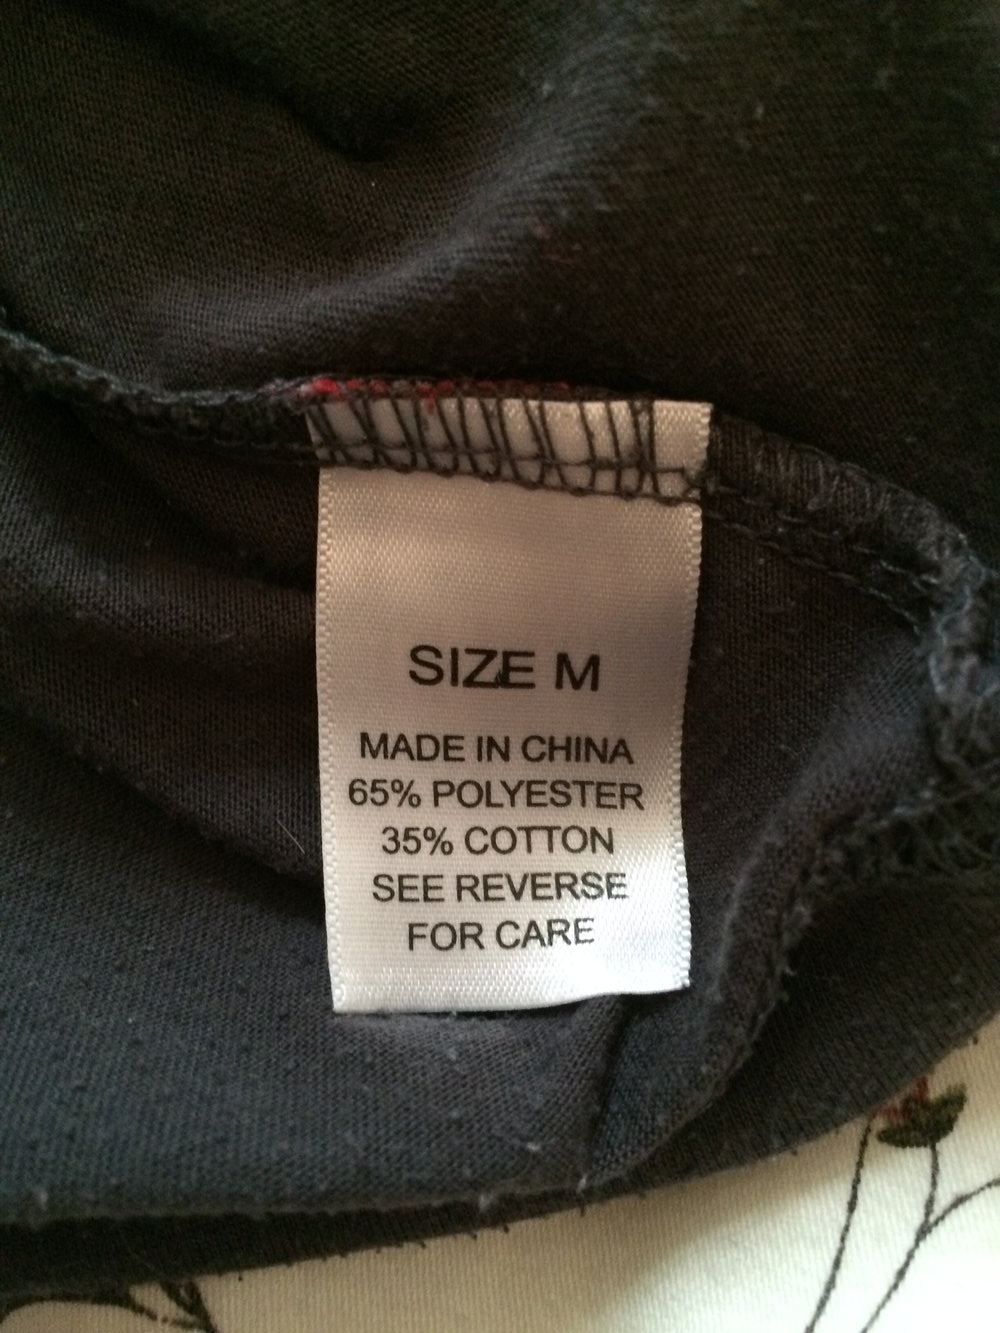 SIZE M
MADE IN CHINA
65% POLYESTER
35% COTTON
SEE REVERSE
FOR CARE